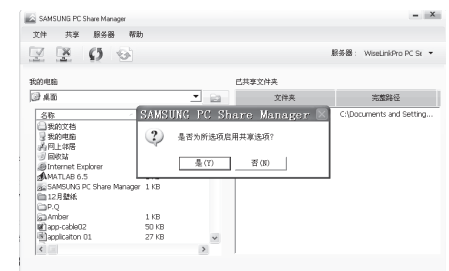 SAMSUNG PC Share Manager
文件 共享 服务器 帮助
服务器： WiseLinkPro PC Se
我的电脑
已共享文件夹
桌面
文件夹 完整路径
名称
C:\Documents and Setting...
SAMSUNG PC Share Manager
是否为所选项启用共享选项?
是(Y) 否(N)
我的文档
我的电脑
网上邻居
回收站
Internet Explorer
MATLAB 6.5
SAMSUNG PC Share Manager 1 KB
12月壁纸
P.Q
Amber 1 KB
app-cable02 50 KB
applicaiton 01 27 KB